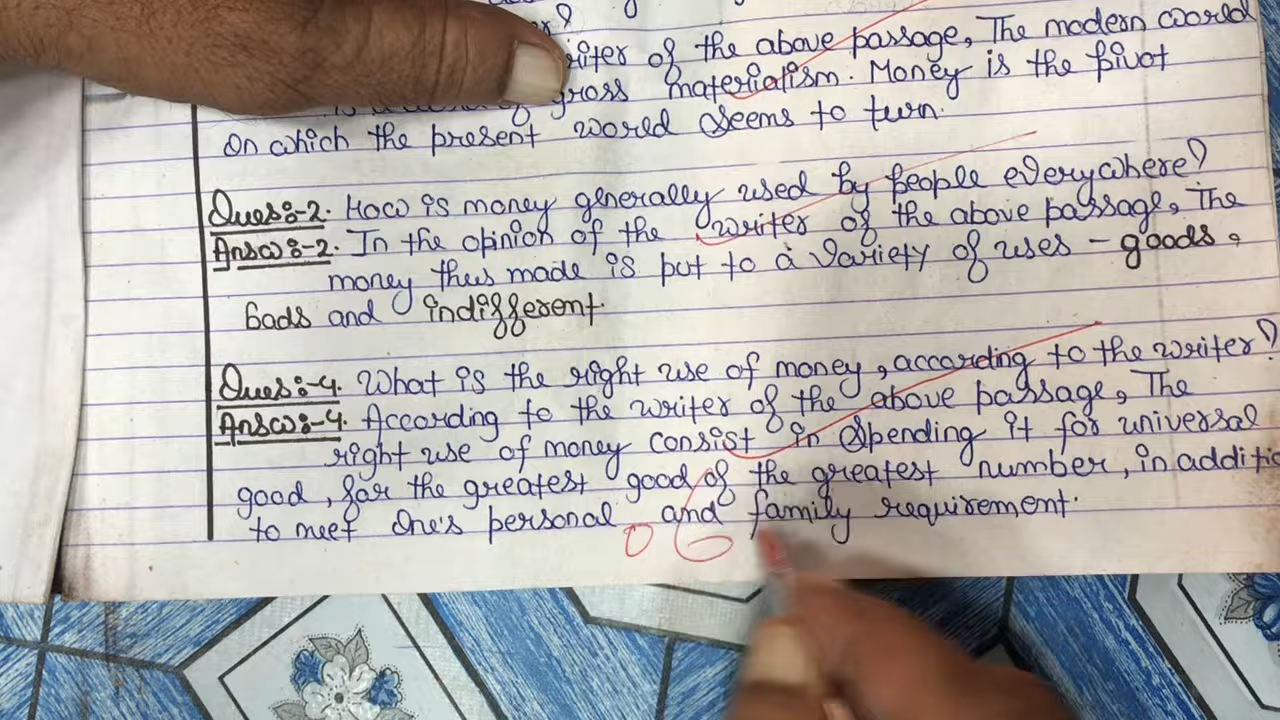 riter of the above passage, The modern world
gross materialism. Money is the pivot
on which the present world seems to turn.
Ques:-2. How is money generally used by people everywhere?
Answ:-2. In the opinion of the writer of the above passage, The
money thus made is put to a variety of uses - goods,
bads and indifferent.
Ques:-4. What is the right use of money, according to the writer?
Answ:-4. According to the writer of the above passage, The
right use of money consist in spending it for universal
good, for the greatest good of the greatest number, in additio
to meet one's personal and family requirement.
06